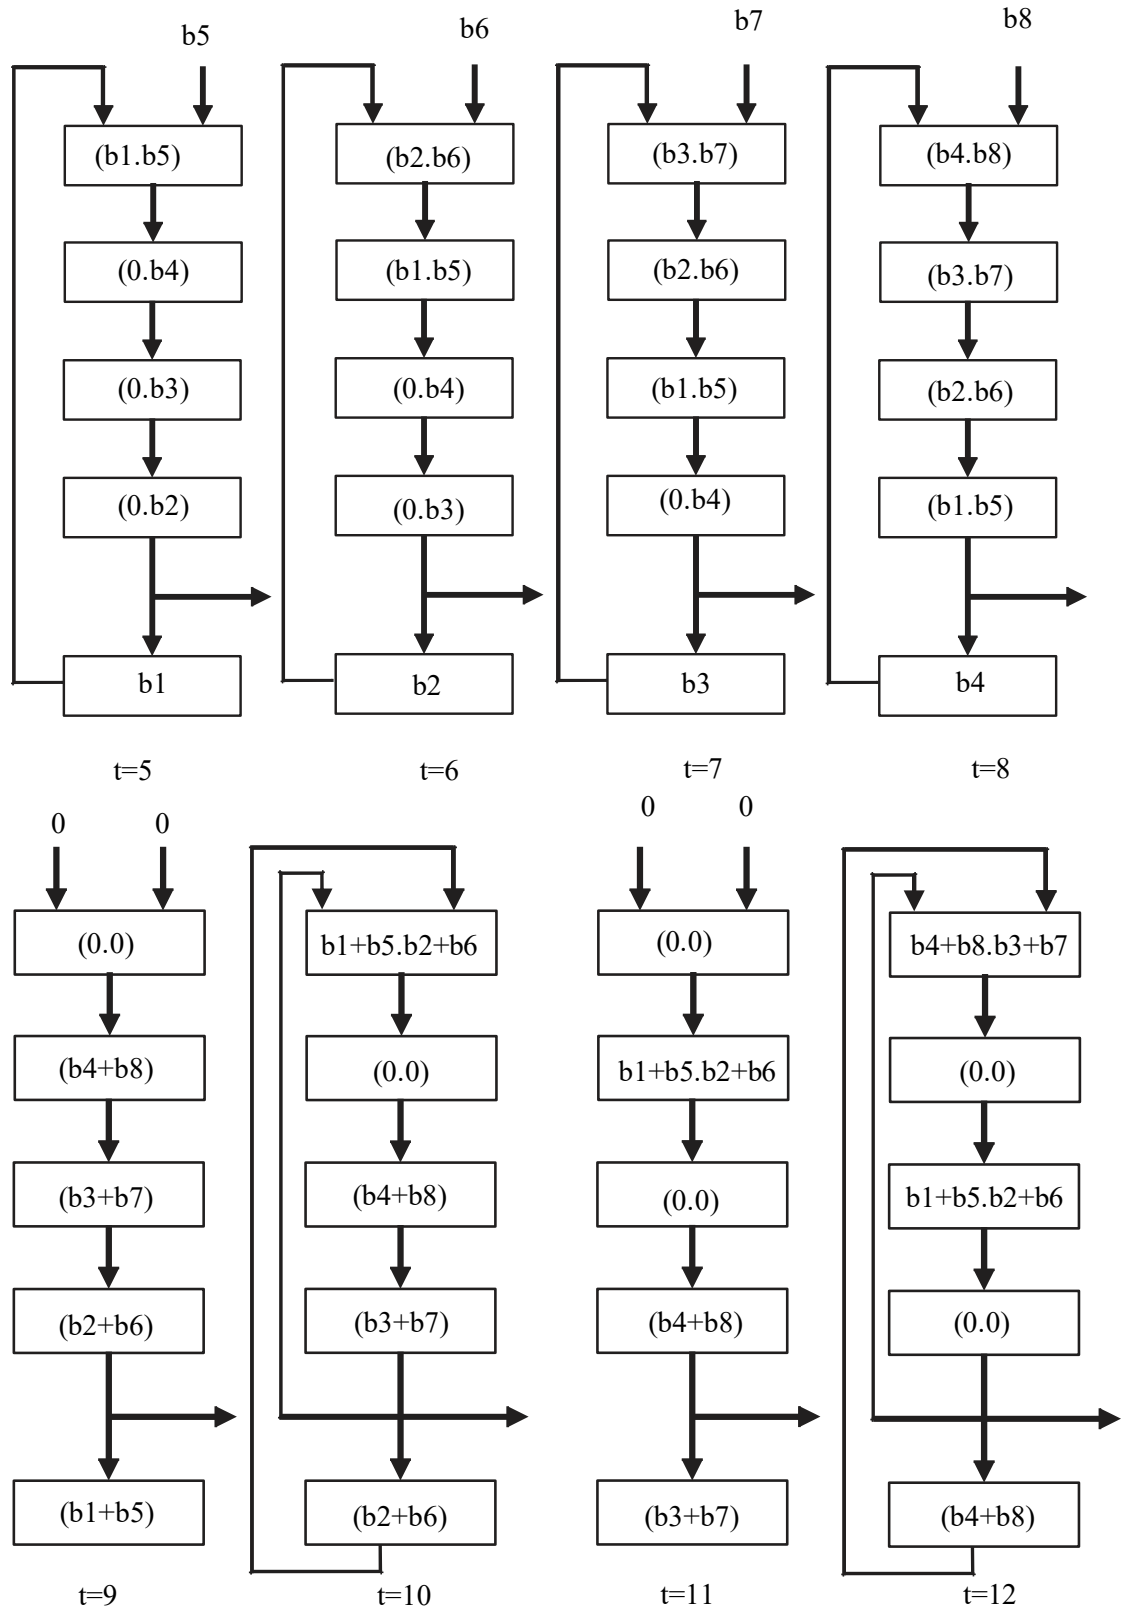 b5 b6 b7 b8
(b1.b5) (b2.b6) (b3.b7) (b4.b8)
(0.b4) (b1.b5) (b2.b6) (b3.b7)
(0.b3) (0.b4) (b1.b5) (b2.b6)
(0.b2) (0.b3) (0.b4) (b1.b5)
b1 b2 b3 b4
t=5 t=6 t=7 t=8
0 0 0 0
(0.0) b1+b5.b2+b6 (0.0) b4+b8.b3+b7
(b4+b8) (0.0) b1+b5.b2+b6 (0.0)
(b3+b7) (b4+b8) (0.0) b1+b5.b2+b6
(b2+b6) (b3+b7) (b4+b8) (0.0)
(b1+b5) (b2+b6) (b3+b7) (b4+b8)
t=9 t=10 t=11 t=12